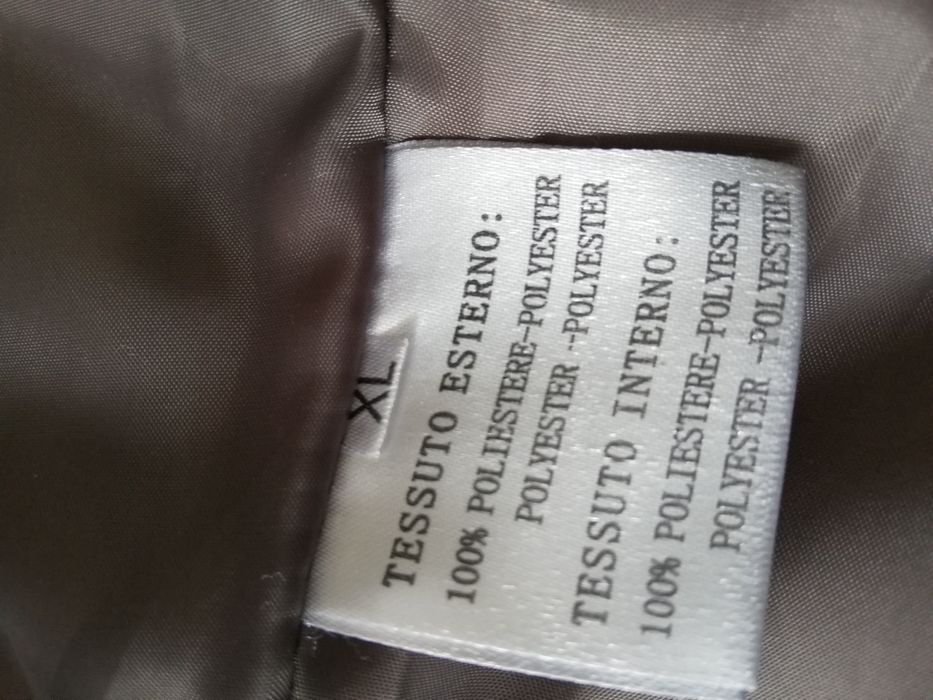 XL
TESSUTO ESTERNO:
100% POLIESTERE-POLYESTER
POLYESTER -POLYESTER
TESSUTO INTERNO:
100% POLIESTERE-POLYESTER
POLYESTER -POLYESTER